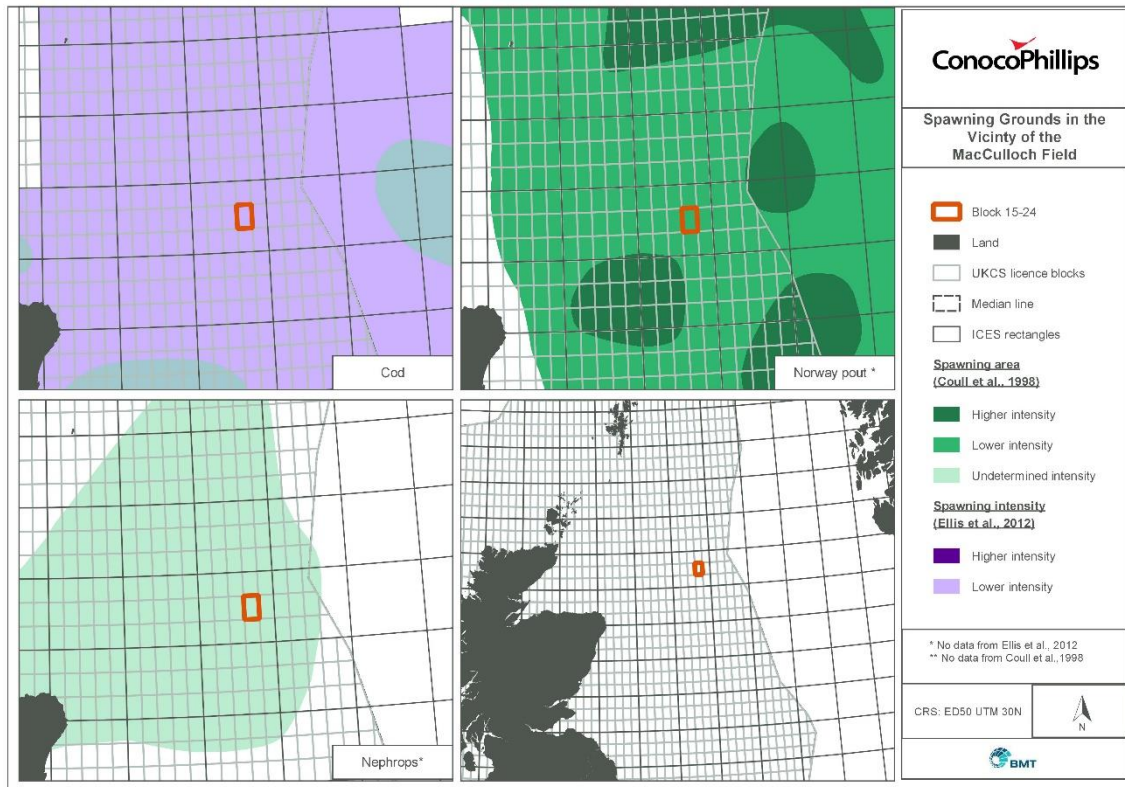 Cod
Norway pout *
Nephrops*
ConocoPhillips
Spawning Grounds in the
Vicinty of the
MacCulloch Field
Block 15-24
Land
UKCS licence blocks
Median line
ICES rectangles
Spawning area
(Coull et al., 1998)
Higher intensity
Lower intensity
Undetermined intensity
Spawning intensity
(Ellis et al., 2012)
Higher intensity
Lower intensity
* No data from Ellis et al., 2012
** No data from Coull et al.,1998
CRS: ED50 UTM 30N
N
BMT